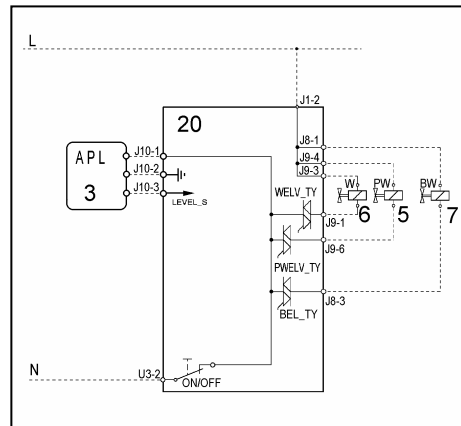 L
J1-2
20
J8-1
J9-4
J9-3
APL
3
J10-1
J10-2
J10-3
LEVEL_S
WELV_TY
W
PW
BW
6
5
7
J9-1
PWELV_TY
J9-6
BEL_TY
J8-3
N
U3-2
ON/OFF